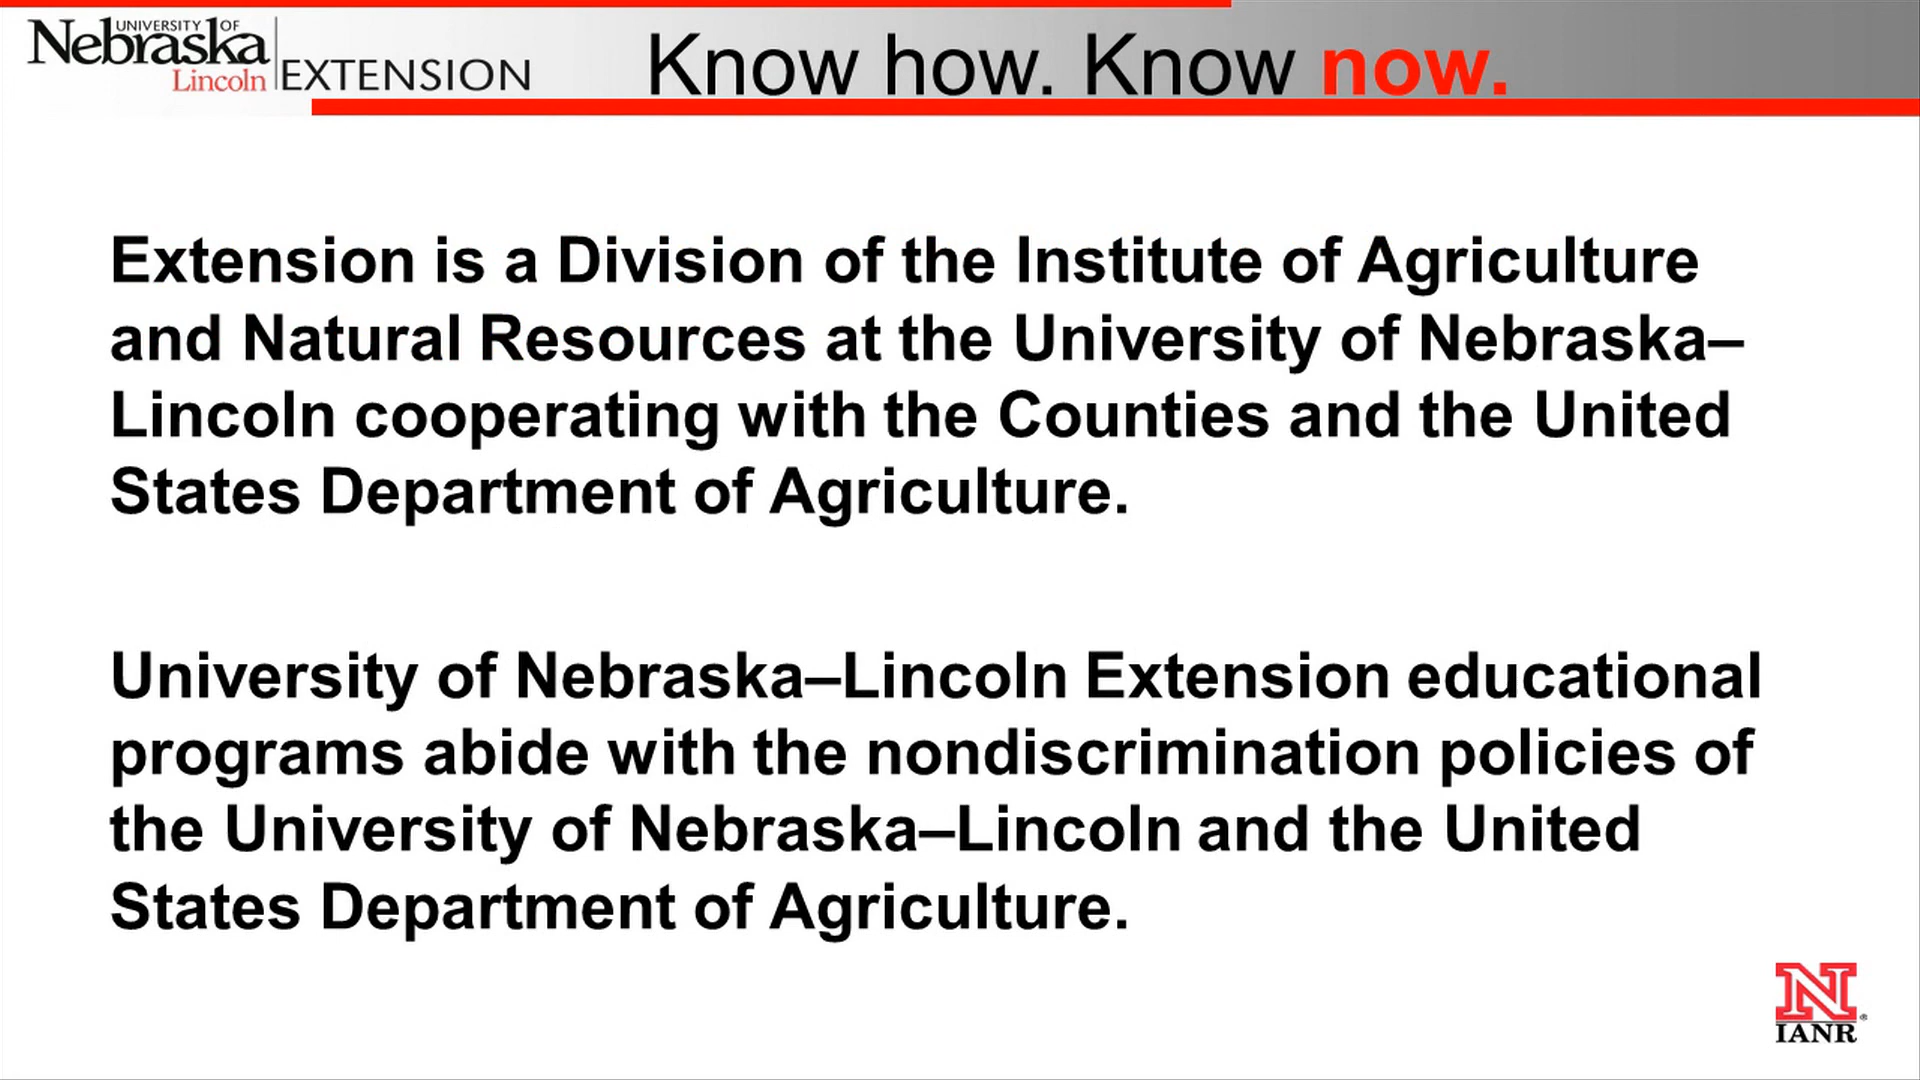 UNIVERSITY OF
Nebraska
Lincoln
EXTENSION
Know how. Know now.
Extension is a Division of the Institute of Agriculture
and Natural Resources at the University of Nebraska–
Lincoln cooperating with the Counties and the United
States Department of Agriculture.
University of Nebraska–Lincoln Extension educational
programs abide with the nondiscrimination policies of
the University of Nebraska–Lincoln and the United
States Department of Agriculture.
N
®
IANR